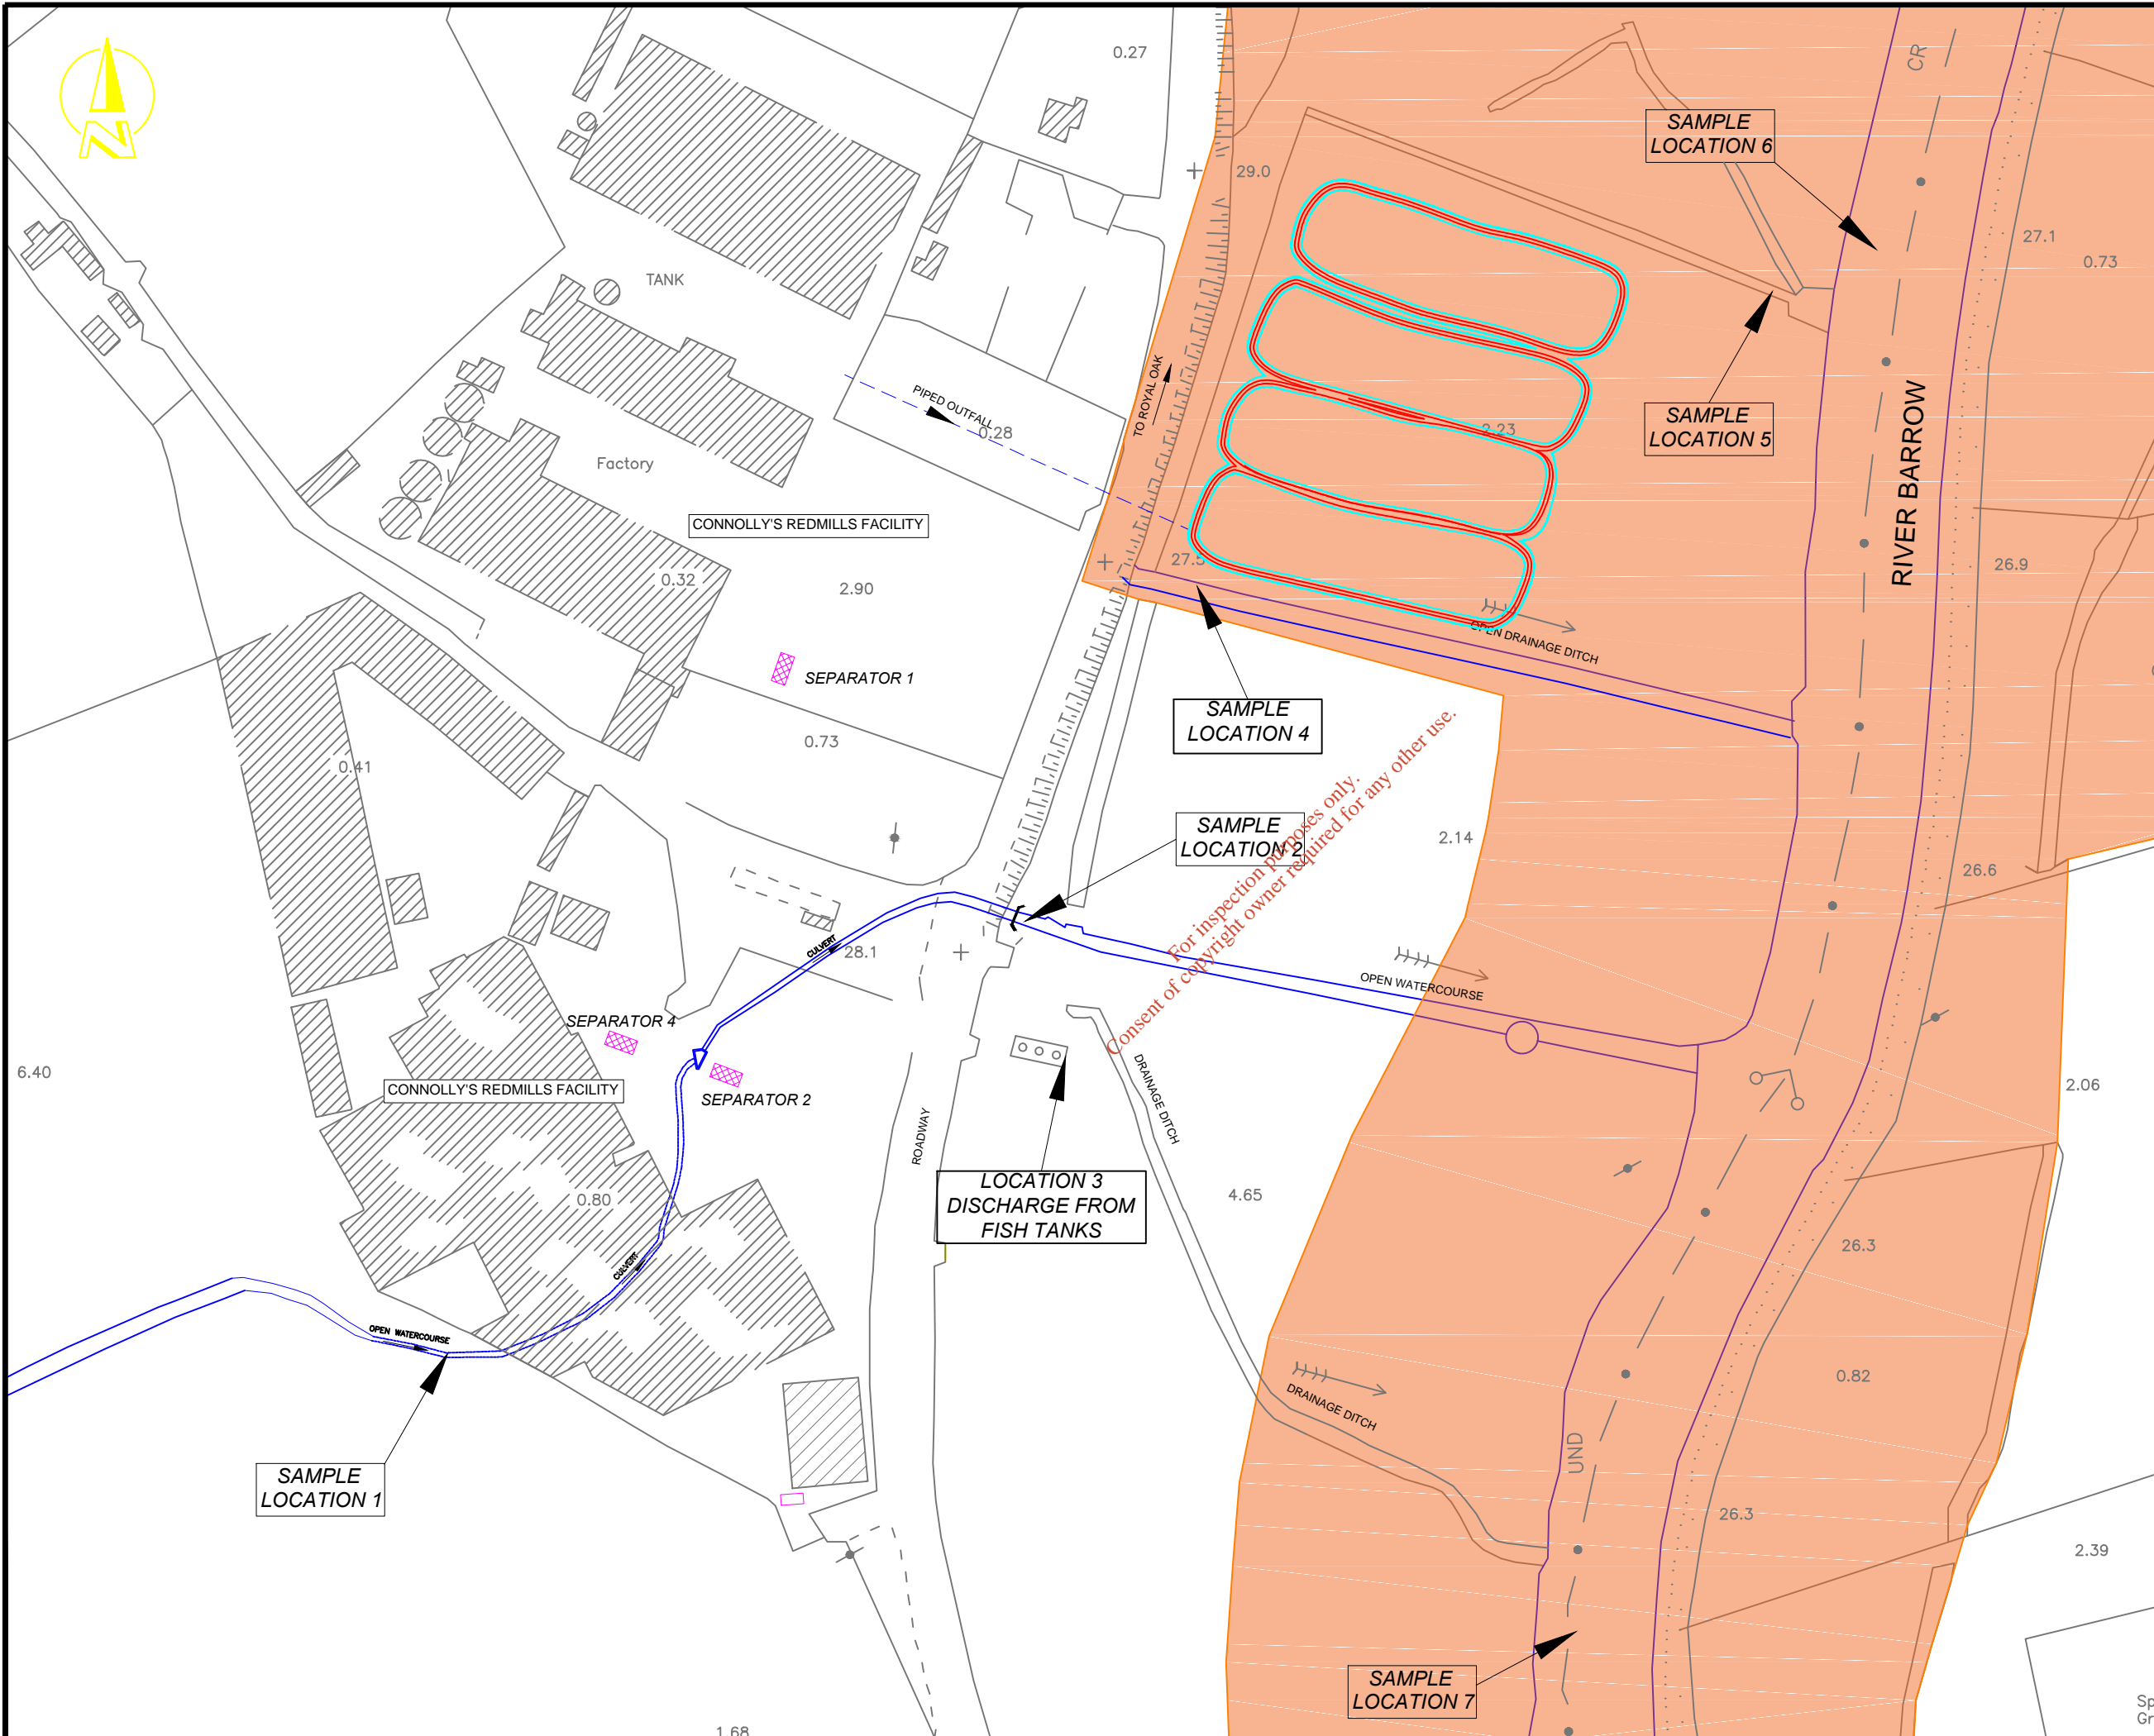 N
0.27
CR
SAMPLE
LOCATION 6
29.0
27.1
0.73
TANK
TO ROYAL OAK
PIPED OUTFALL
0.28
2.23
SAMPLE
LOCATION 5
RIVER BARROW
Factory
CONNOLLY'S REDMILLS FACILITY
0.32
2.90
27.5
26.9
OPEN DRAINAGE DITCH
SEPARATOR 1
SAMPLE
LOCATION 4
0.73
0.41
SAMPLE
LOCATION 2
2.14
26.6
For inspection purposes only.
Consent of copyright owner required for any other use.
CULVERT
28.1
OPEN WATERCOURSE
SEPARATOR 4
6.40
CONNOLLY'S REDMILLS FACILITY
SEPARATOR 2
DRAINAGE DITCH
2.06
ROADWAY
LOCATION 3
DISCHARGE FROM
FISH TANKS
4.65
0.80
26.3
CULVERT
OPEN WATERCOURSE
0.82
DRAINAGE DITCH
UND
SAMPLE
LOCATION 1
26.3
2.39
SAMPLE
LOCATION 7
1.68